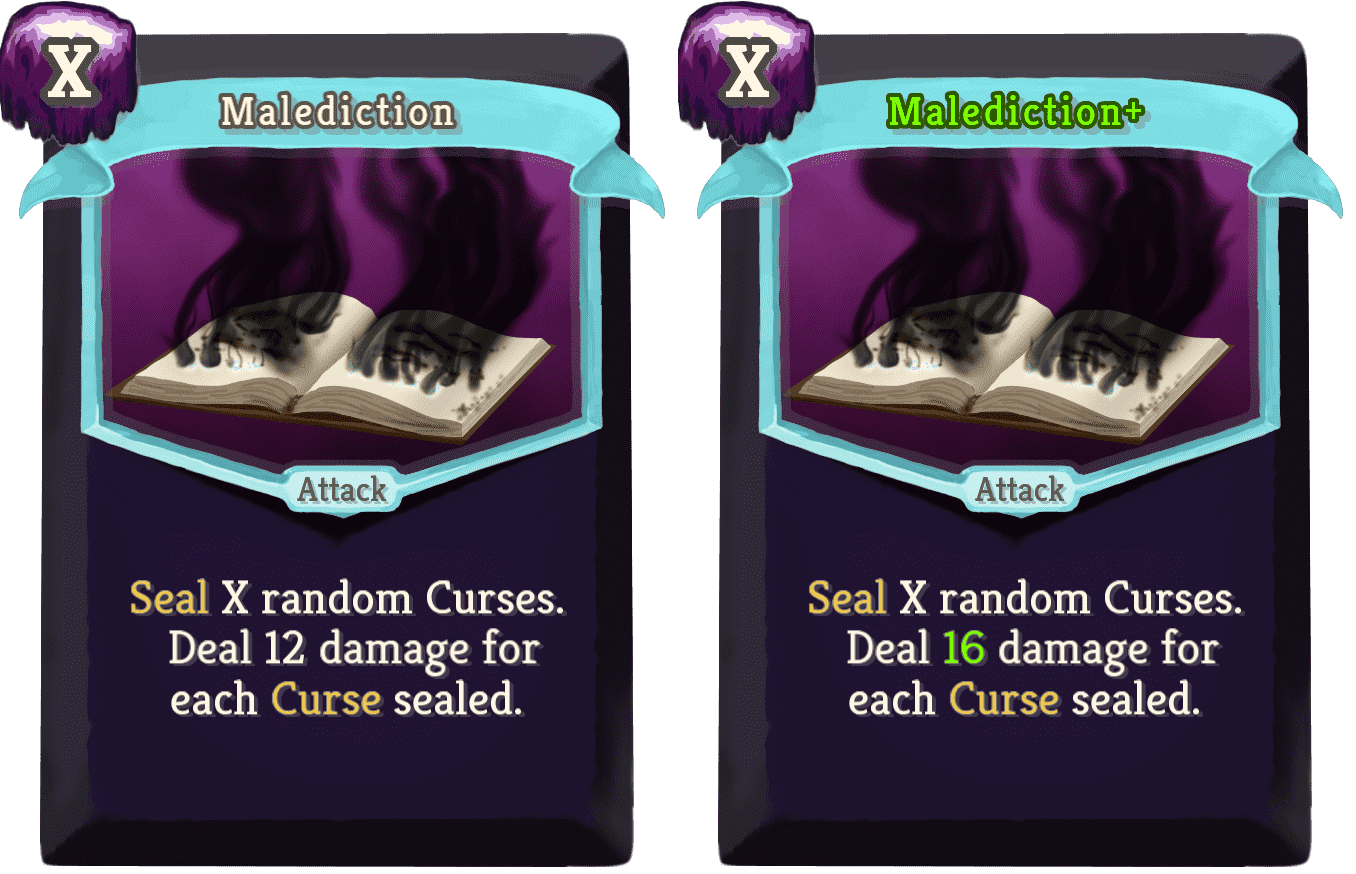 X
Malediction
Attack
Seal X random Curses.
Deal 12 damage for
each Curse sealed.
X
Malediction+
Attack
Seal X random Curses.
Deal 16 damage for
each Curse sealed.